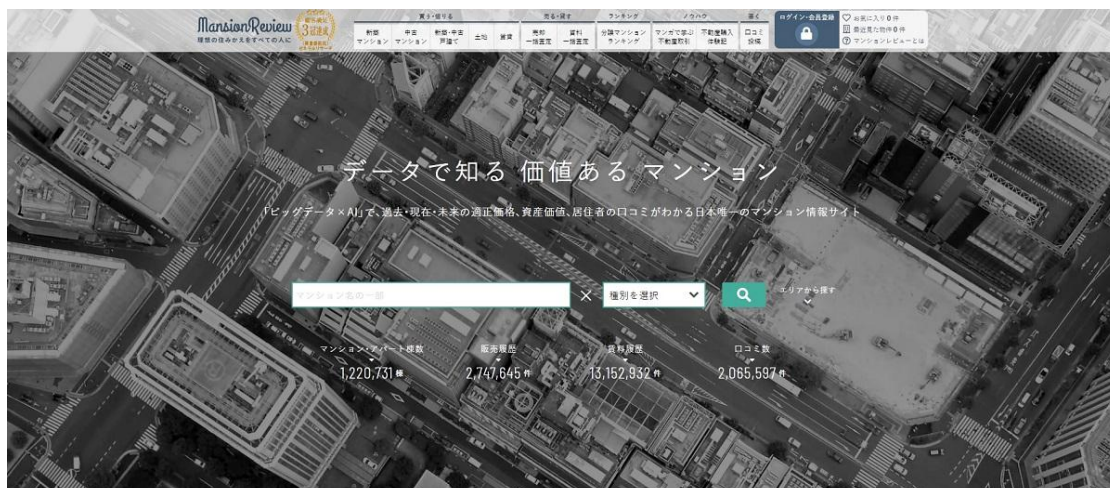 MansionReview
理想の住みかえをすべての人に
3冠達成
買う・借りる
売る・貸す
ランキング
ノウハウ
書く
新築マンション
中古マンション
新築・中古戸建て
土地
賃貸
売却一括査定
賃料一括査定
分譲マンションランキング
マンガで学ぶ不動産取引
不動産購入体験記
口コミ投稿
ログイン・会員登録
お気に入り0件
最近見た物件0件
マンションレビューとは
データで知る 価値ある マンション
「ビッグデータ×AI」で、過去・現在・未来の適正価格、資産価値、居住者の口コミがわかる日本唯一のマンション情報サイト
マンション名の一部
×
種別を選択
エリアから探す
マンション・アパート棟数
販売履歴
賃料履歴
口コミ数
1,220,731棟
2,747,645件
13,152,932件
2,065,597件